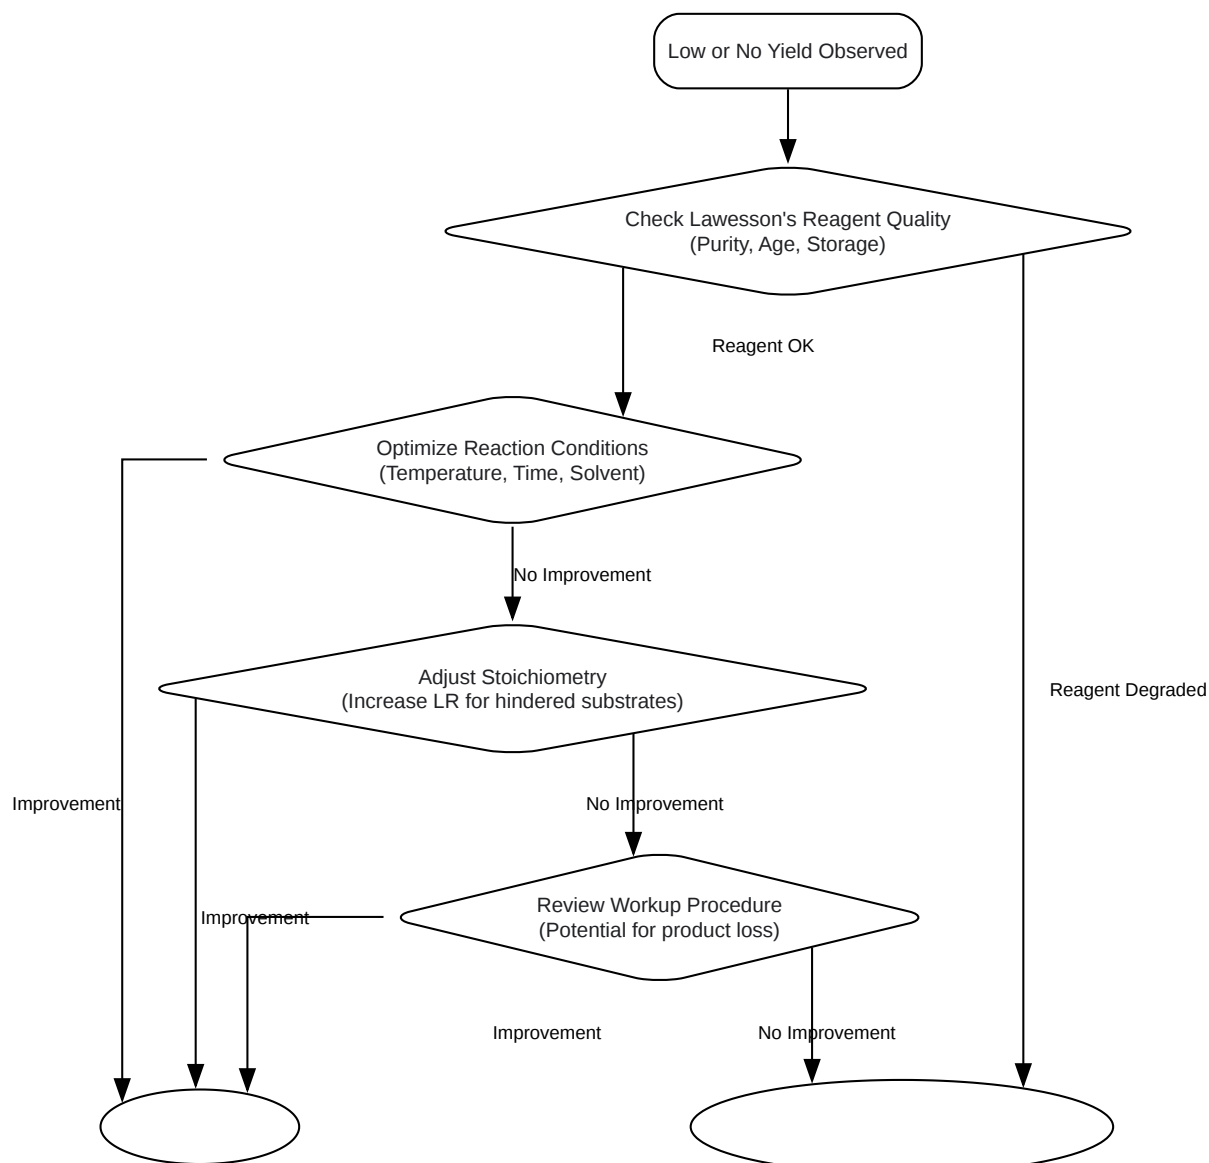 Low or No Yield Observed
Check Lawesson's Reagent Quality
(Purity, Age, Storage)
Reagent OK
Optimize Reaction Conditions
(Temperature, Time, Solvent)
No Improvement
Adjust Stoichiometry
(Increase LR for hindered substrates)
Reagent Degraded
Improvement
No Improvement
Review Workup Procedure
(Potential for product loss)
Improvement
Improvement
No Improvement